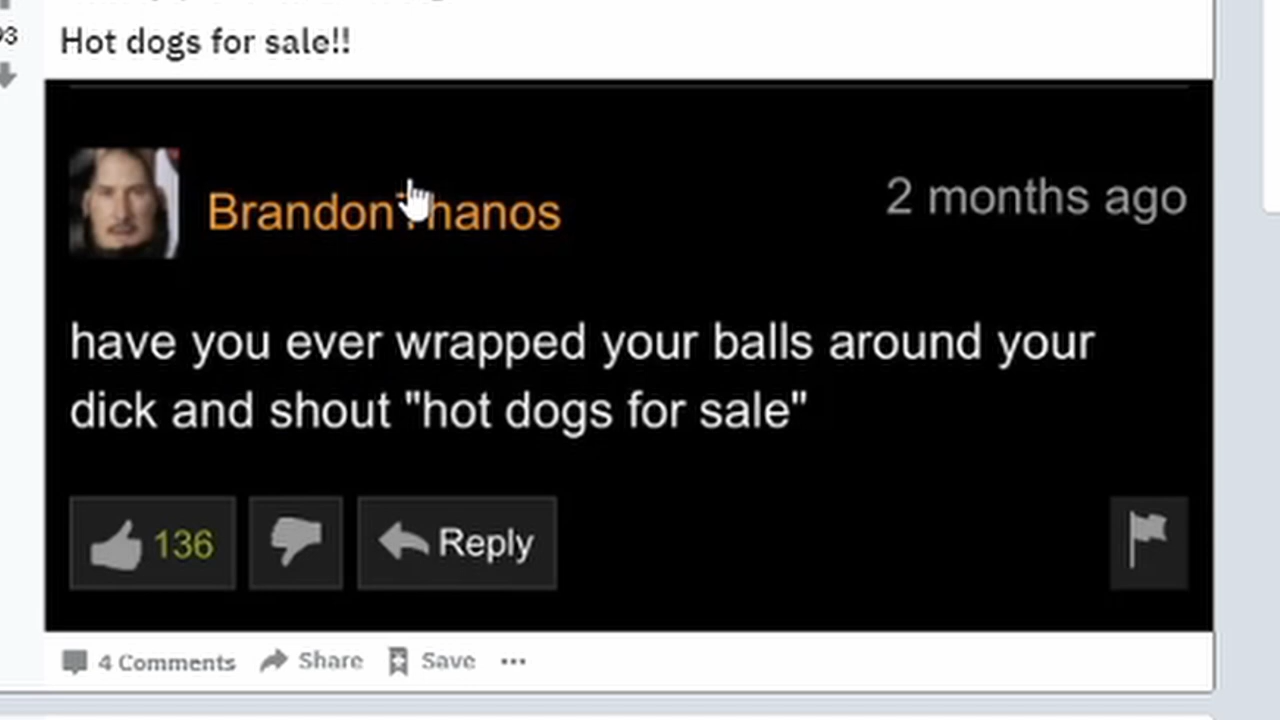 Hot dogs for sale!!
2 months ago
have you ever wrapped your balls around your
dick and shout "hot dogs for sale"
136
Reply
4 Comments Share Save